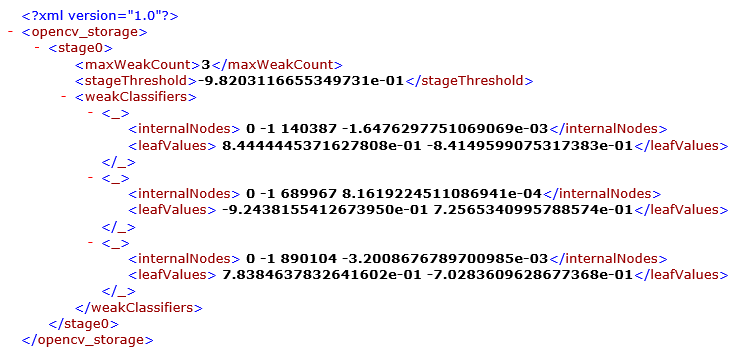 <?xml version="1.0"?>
- <opencv_storage>
- <stage0>
<maxWeakCount>3</maxWeakCount>
<stageThreshold>-9.8203116655349731e-01</stageThreshold>
- <weakClassifiers>
- <_>
<internalNodes> 0 -1 140387 -1.6476297751069069e-03</internalNodes>
<leafValues> 8.4444445371627808e-01 -8.4149599075317383e-01</leafValues>
</_>
- <_>
<internalNodes> 0 -1 689967 8.1619224511086941e-04</internalNodes>
<leafValues> -9.2438155412673950e-01 7.2565340995788574e-01</leafValues>
</_>
- <_>
<internalNodes> 0 -1 890104 -3.2008676789700985e-03</internalNodes>
<leafValues> 7.8384637832641602e-01 -7.0283609628677368e-01</leafValues>
</_>
</weakClassifiers>
</stage0>
</opencv_storage>